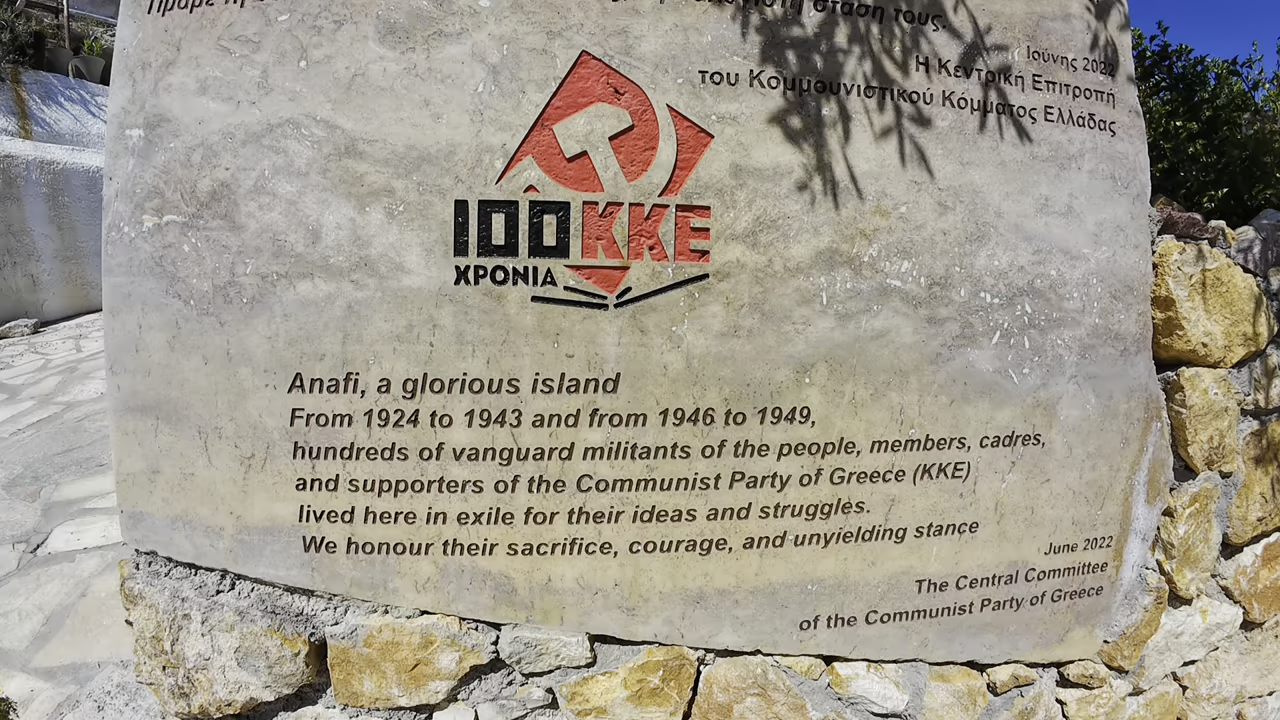 στάση τους.
Ιούνης 2022
Η Κεντρική Επιτροπή
του Κομμουνιστικού Κόμματος Ελλάδας
100 ΚΚΕ
ΧΡΟΝΙΑ
Anafi, a glorious island
From 1924 to 1943 and from 1946 to 1949,
hundreds of vanguard militants of the people, members, cadres,
and supporters of the Communist Party of Greece (KKE)
lived here in exile for their ideas and struggles.
We honour their sacrifice, courage, and unyielding stance
June 2022
The Central Committee
of the Communist Party of Greece